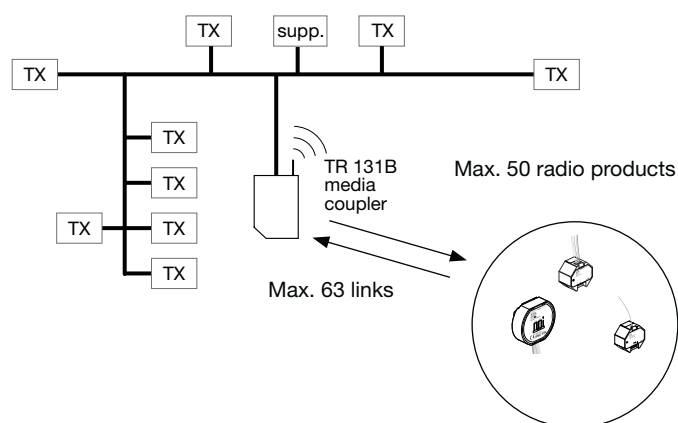 TX
supp.
TX
TX
TX
TX
TX
TR 131B
media
coupler
Max. 50 radio products
TX
TX
TX
TX
Max. 63 links